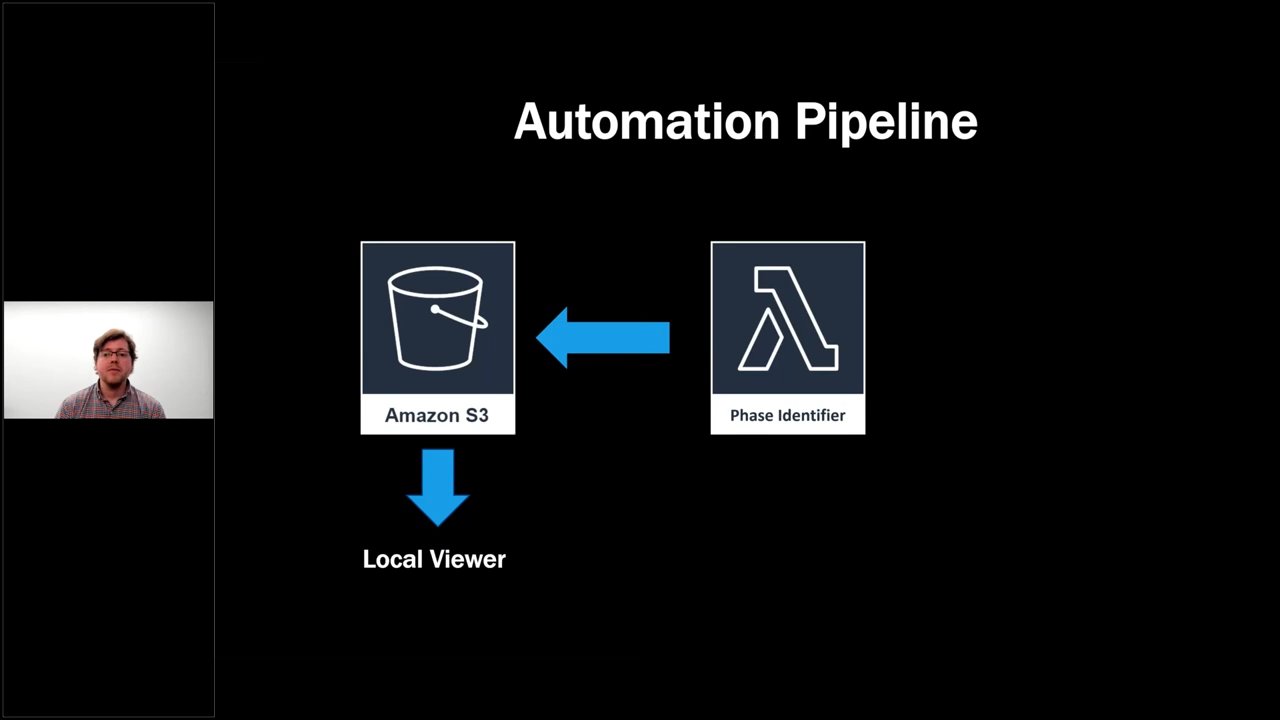 Automation Pipeline
Amazon S3
Phase Identifier
Local Viewer